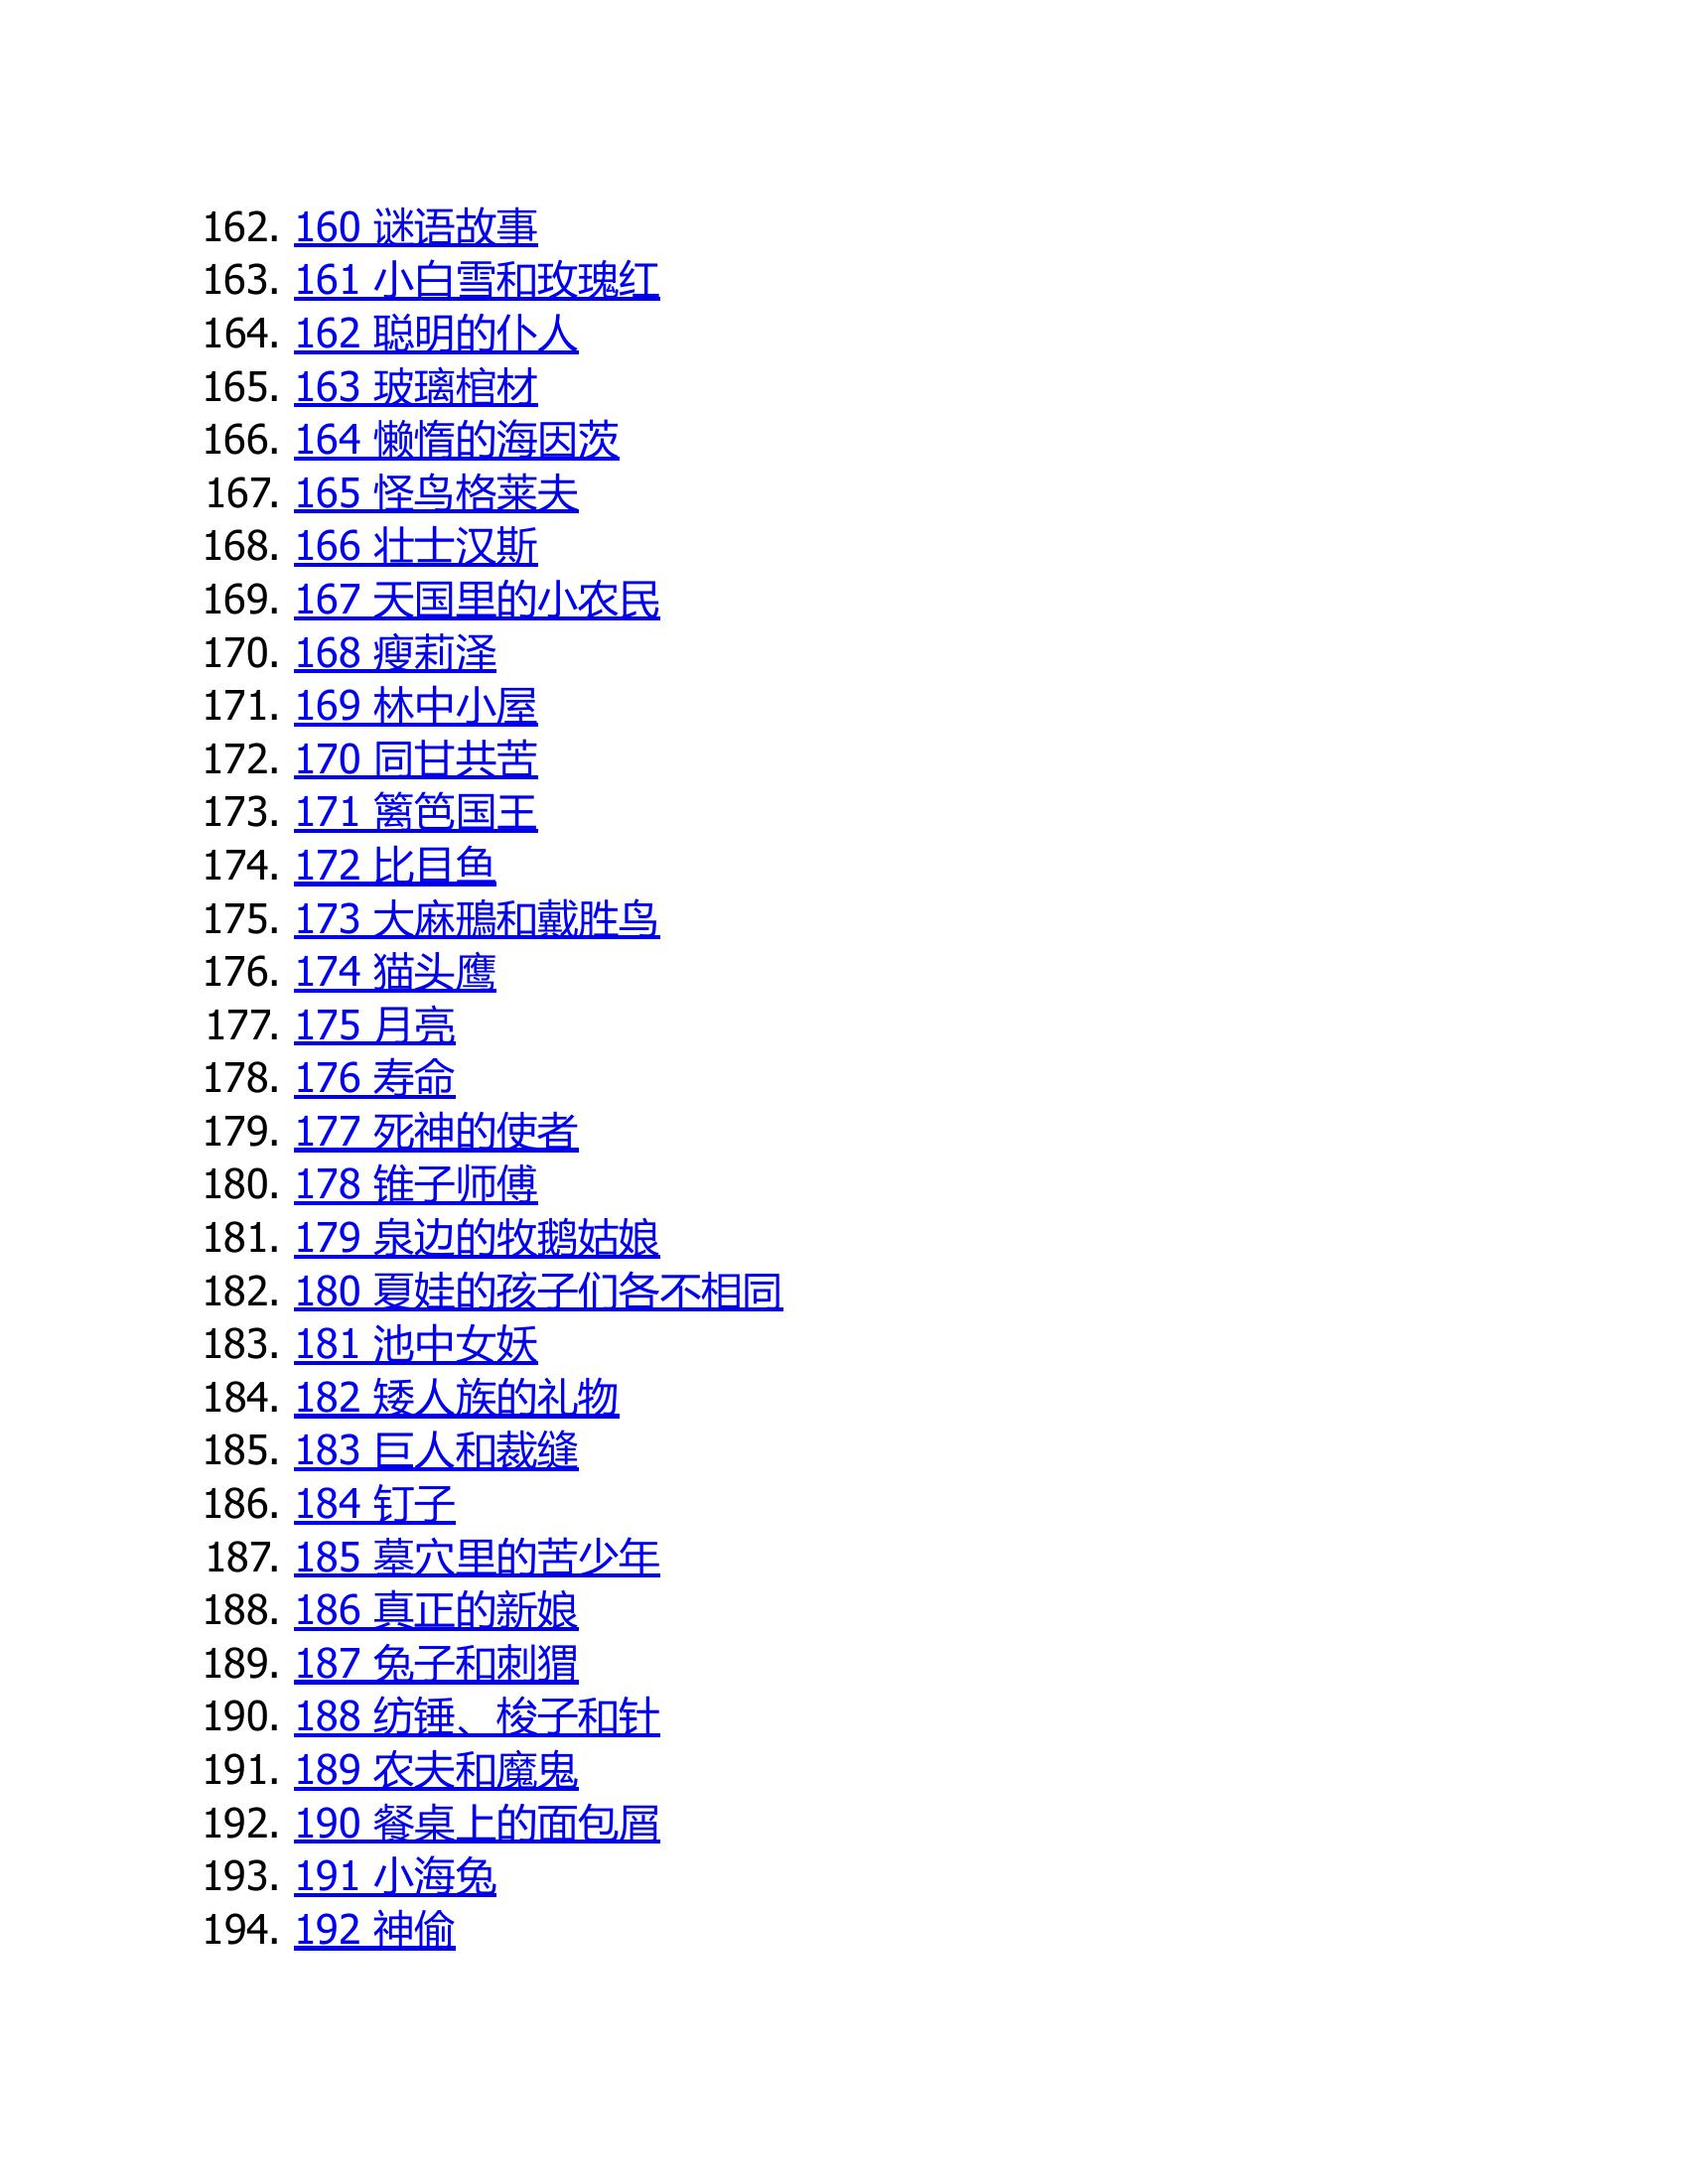 162. 160 谜语故事
163. 161 小白雪和玫瑰红
164. 162 聪明的仆人
165. 163 玻璃棺材
166. 164 懒惰的海因茨
167. 165 怪鸟格莱夫
168. 166 壮士汉斯
169. 167 天国里的小农民
170. 168 瘦莉泽
171. 169 林中小屋
172. 170 同甘共苦
173. 171 篱笆国王
174. 172 比目鱼
175. 173 大麻鳽和戴胜鸟
176. 174 猫头鹰
177. 175 月亮
178. 176 寿命
179. 177 死神的使者
180. 178 锥子师傅
181. 179 泉边的牧鹅姑娘
182. 180 夏娃的孩子们各不相同
183. 181 池中女妖
184. 182 矮人族的礼物
185. 183 巨人和裁缝
186. 184 钉子
187. 185 墓穴里的苦少年
188. 186 真正的新娘
189. 187 兔子和刺猬
190. 188 纺锤、梭子和针
191. 189 农夫和魔鬼
192. 190 餐桌上的面包屑
193. 191 小海兔
194. 192 神偷